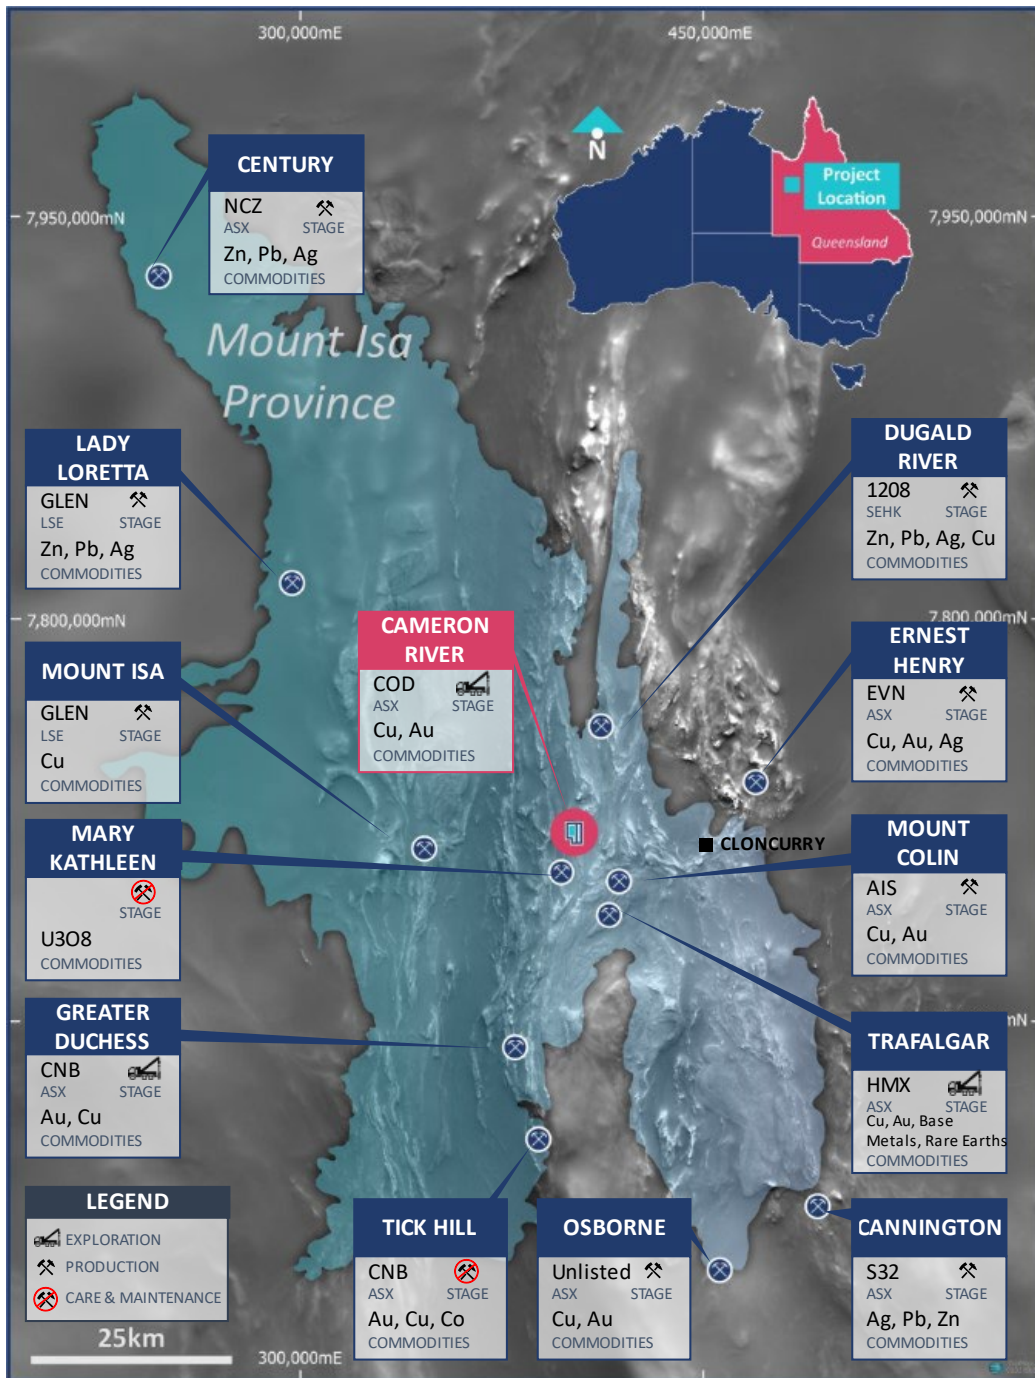 300,000mE
450,000mE
N
Project
Location
Queensland
7,950,000mN
7,950,000mN
CENTURY
NCZ
ASX STAGE
Zn, Pb, Ag
COMMODITIES
Mount Isa
Province
LADY
LORETTA
GLEN
LSE STAGE
Zn, Pb, Ag
COMMODITIES
DUGALD
RIVER
1208
SEHK STAGE
Zn, Pb, Ag, Cu
COMMODITIES
7,800,000mN
7,800,000mN
CAMERON
RIVER
COD
ASX STAGE
Cu, Au
COMMODITIES
MOUNT ISA
GLEN
LSE STAGE
Cu
COMMODITIES
ERNEST
HENRY
EVN
ASX STAGE
Cu, Au, Ag
COMMODITIES
MARY
KATHLEEN
STAGE
U3O8
COMMODITIES
CLONCURRY
MOUNT
COLIN
AIS
ASX STAGE
Cu, Au
COMMODITIES
GREATER
DUCHESS
CNB
ASX STAGE
Au, Cu
COMMODITIES
mN
TRAFALGAR
HMX
ASX STAGE
Cu, Au, Base
Metals, Rare Earths
COMMODITIES
LEGEND
EXPLORATION
PRODUCTION
CARE & MAINTENANCE
25km
300,000mE
TICK HILL
CNB
ASX STAGE
Au, Cu, Co
COMMODITIES
OSBORNE
Unlisted
ASX STAGE
Cu, Au
COMMODITIES
CANNINGTON
S32
ASX STAGE
Ag, Pb, Zn
COMMODITIES